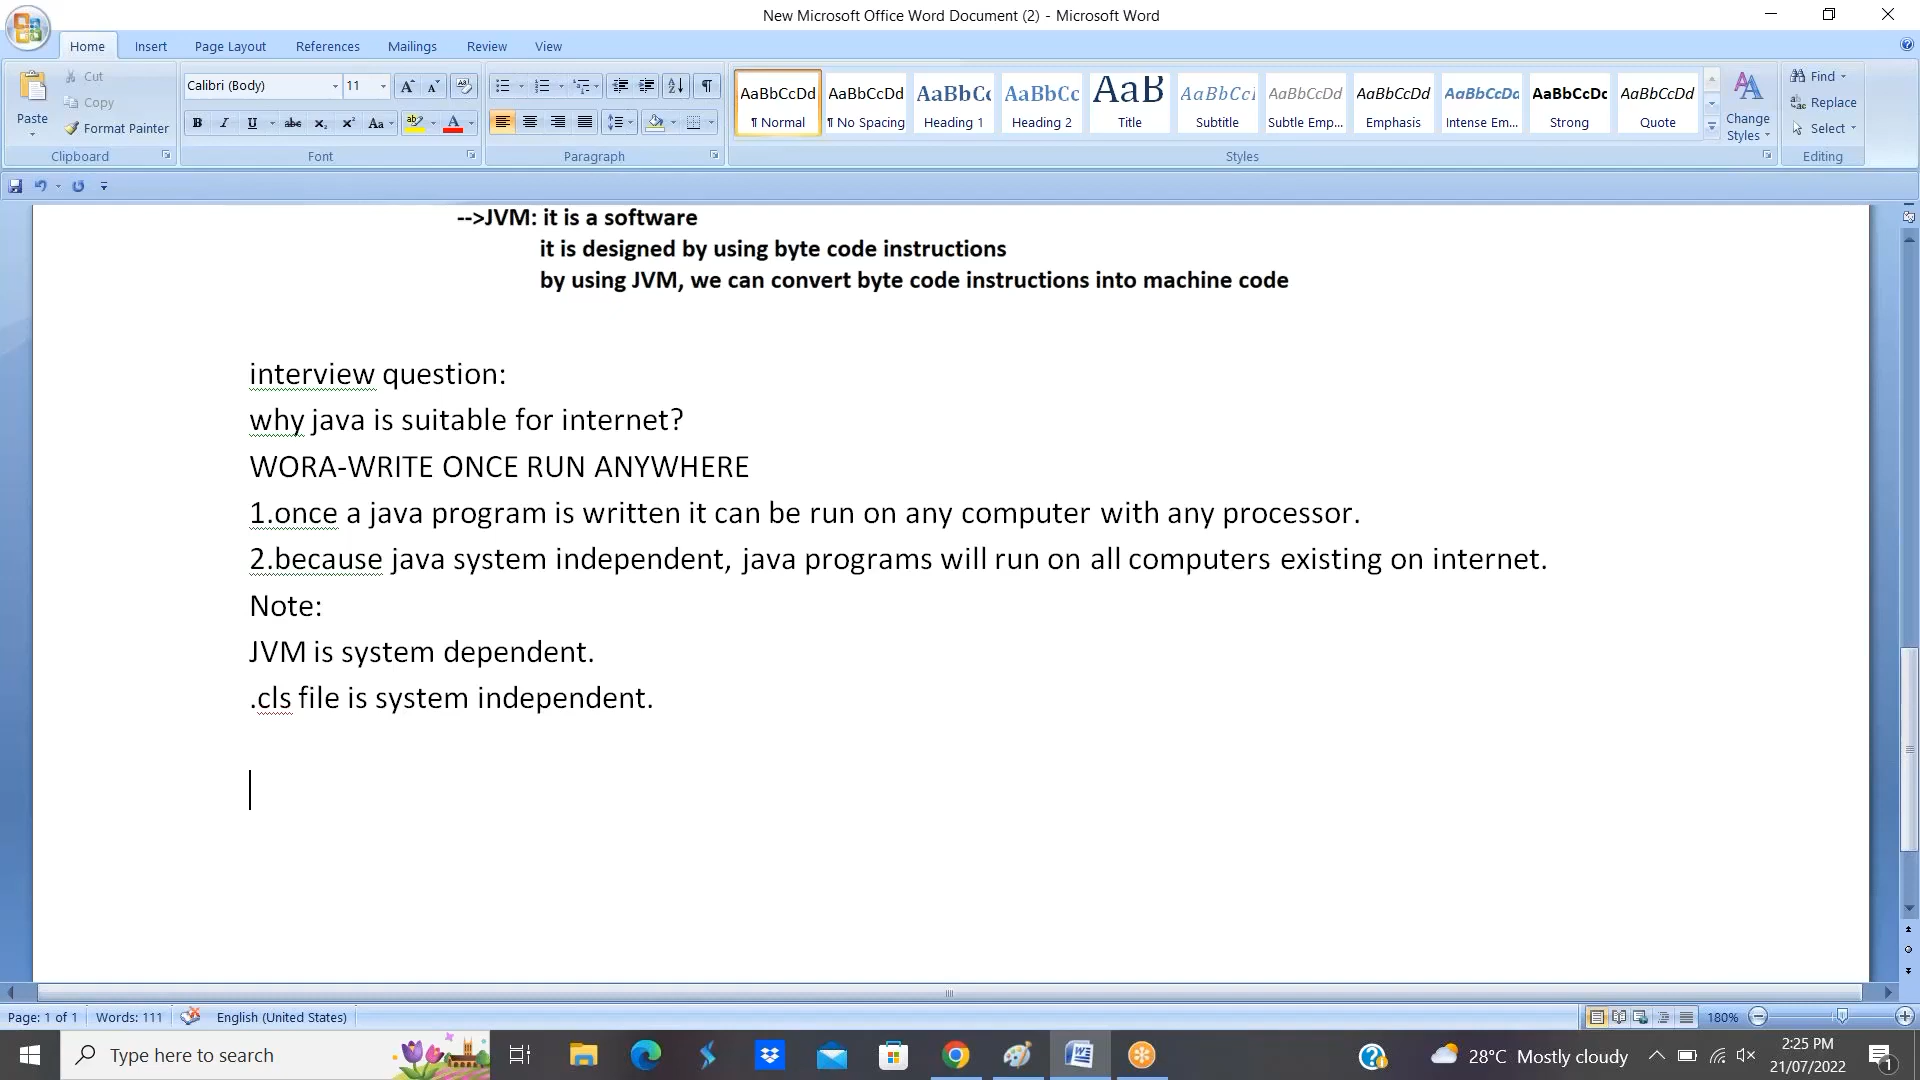 New Microsoft Office Word Document (2) - Microsoft Word
Home Insert Page Layout References Mailings Review View
Paste
Cut
Copy
Format Painter
Clipboard
Calibri (Body) 11
Font
Paragraph
AaBbCcDd AaBbCcDd AaBbCc AaBbCc AaB AaBbCcI AaBbCcDd AaBbCcDd AaBbCcDd AaBbCcDc AaBbCcDd
¶ Normal ¶ No Spacing Heading 1 Heading 2 Title Subtitle Subtle Emp... Emphasis Intense Em... Strong Quote
Styles
Change
Styles
Find
Replace
Select
Editing
-->JVM: it is a software
it is designed by using byte code instructions
by using JVM, we can convert byte code instructions into machine code
interview question:
why java is suitable for internet?
WORA-WRITE ONCE RUN ANYWHERE
1.once a java program is written it can be run on any computer with any processor.
2.because java system independent, java programs will run on all computers existing on internet.
Note:
JVM is system dependent.
.cls file is system independent.
Page: 1 of 1 Words: 111 English (United States) 180%
Type here to search
28°C Mostly cloudy
2:25 PM
21/07/2022
1